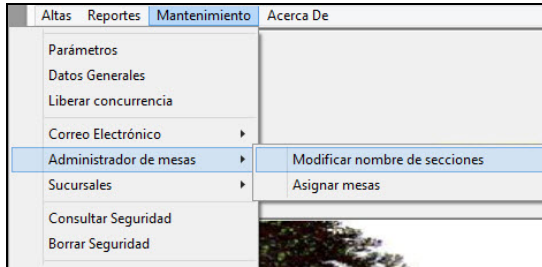 Altas Reportes Mantenimiento Acerca De
Parámetros
Datos Generales
Liberar concurrencia
Correo Electrónico
Administrador de mesas
Modificar nombre de secciones
Sucursales
Asignar mesas
Consultar Seguridad
Borrar Seguridad